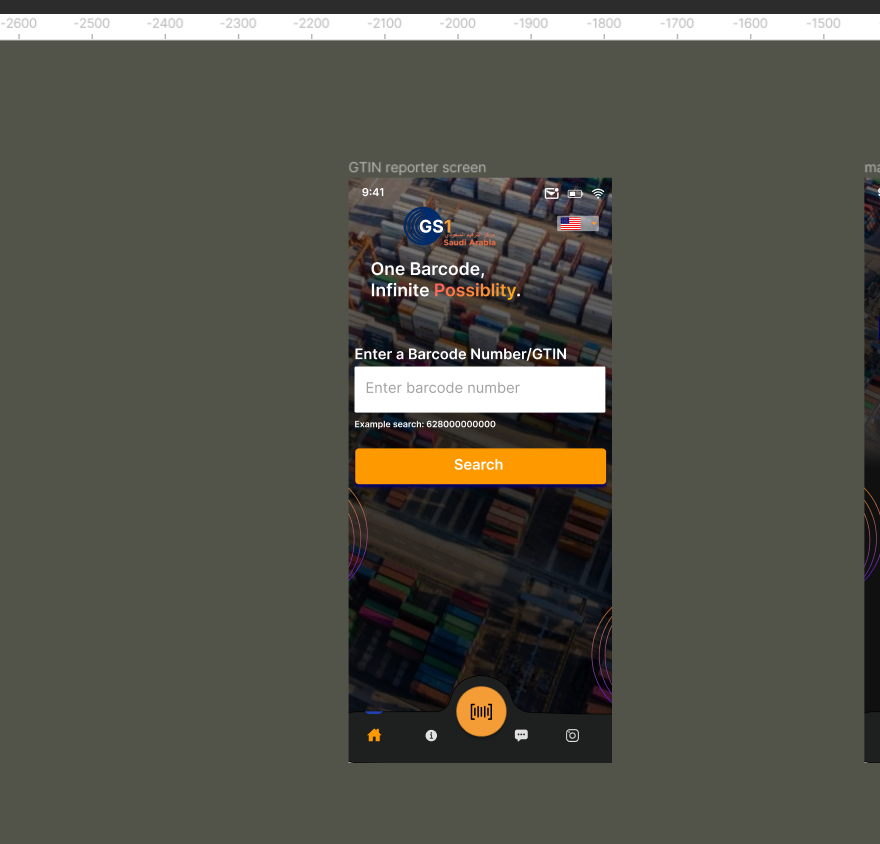 -2600 -2500 -2400 -2300 -2200 -2100 -2000 -1900 -1800 -1700 -1600 -1500
GTIN reporter screen
ma
9:41
9
GS1
Saudi Arabia
One Barcode,
Infinite Possiblity.
Enter a Barcode Number/GTIN
Enter barcode number
Example search: 628000000000
Search